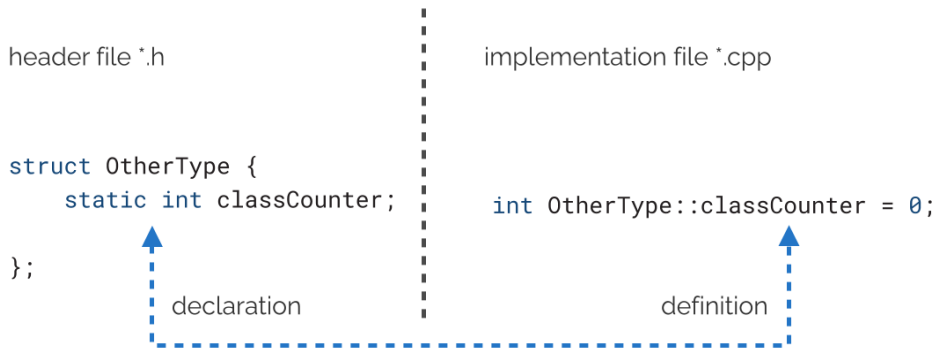 header file *.h
implementation file *.cpp
struct OtherType {
static int classCounter;
int OtherType::classCounter = 0;
};
declaration
definition